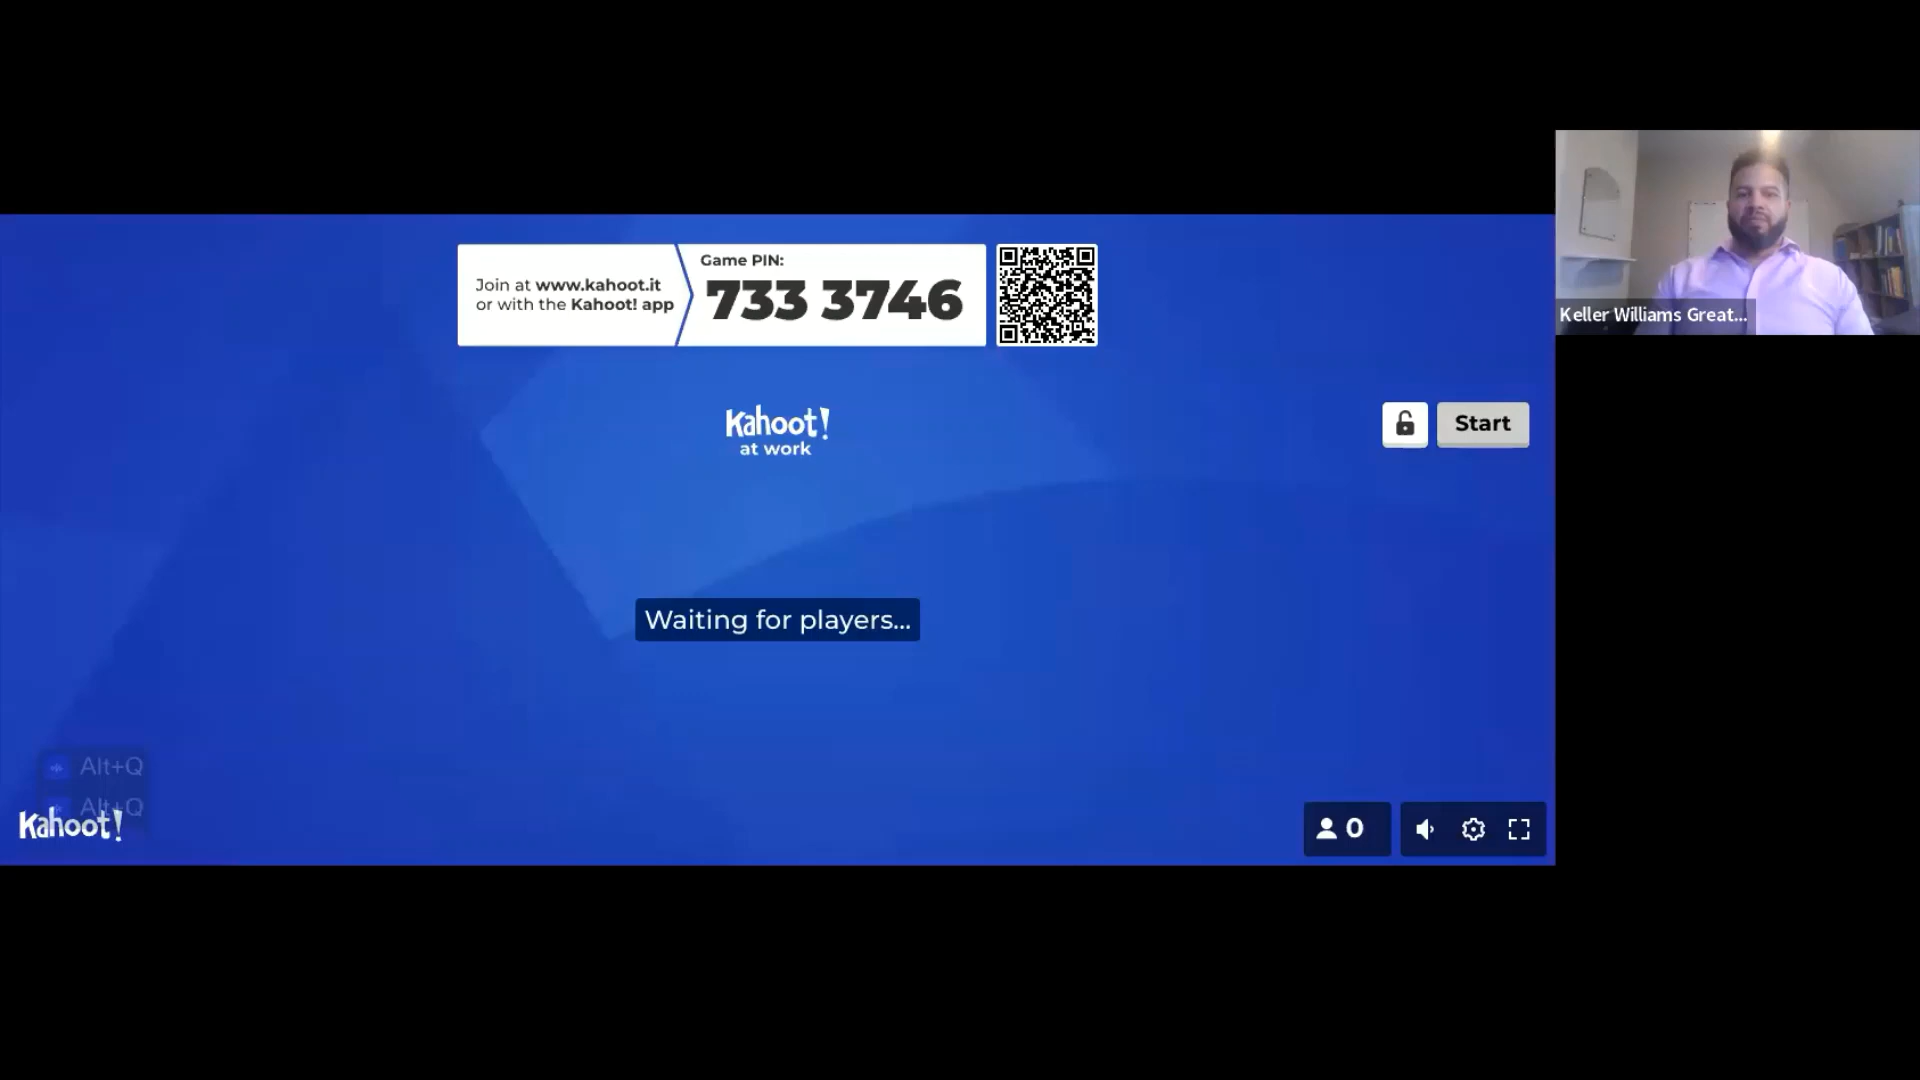 Join at www.kahoot.it
or with the Kahoot! app
Game PIN:
733 3746
Kahoot!
at work
Start
Waiting for players...
Alt+Q
Alt+Q
Kahoot!
0
Keller Williams Great...